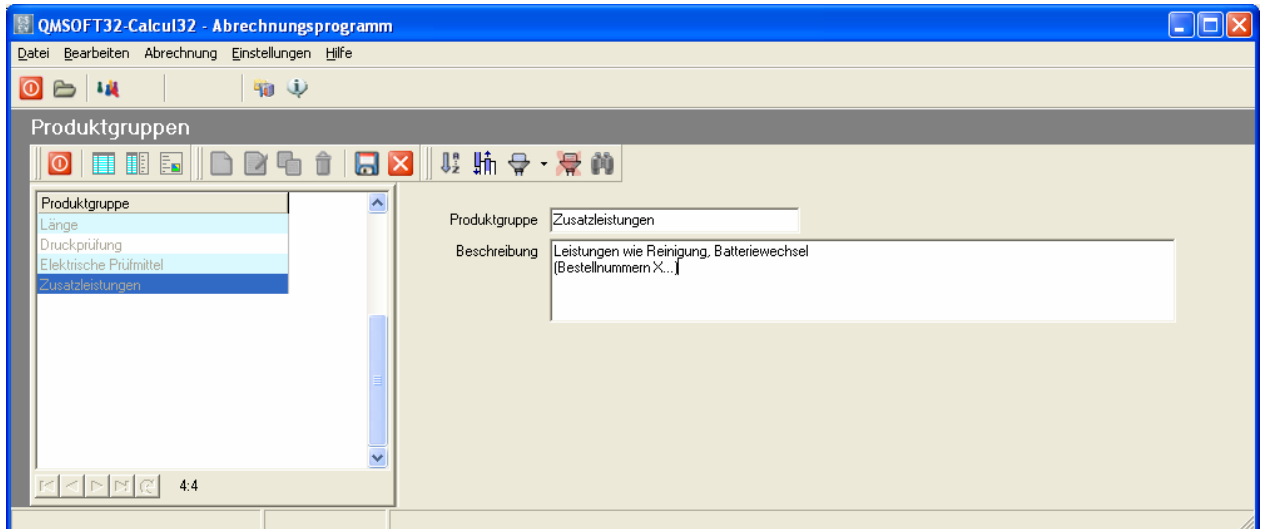 QMSOFT32-Calcul32 - Abrechnungsprogramm
Datei Bearbeiten Abrechnung Einstellungen Hilfe
Produktgruppen
Produktgruppe
Länge
Druckprüfung
Elektrische Prüfmittel
Zusatzleistungen
4:4
Produktgruppe Zusatzleistungen
Beschreibung Leistungen wie Reinigung, Batteriewechsel
(Bestellnummern X...)